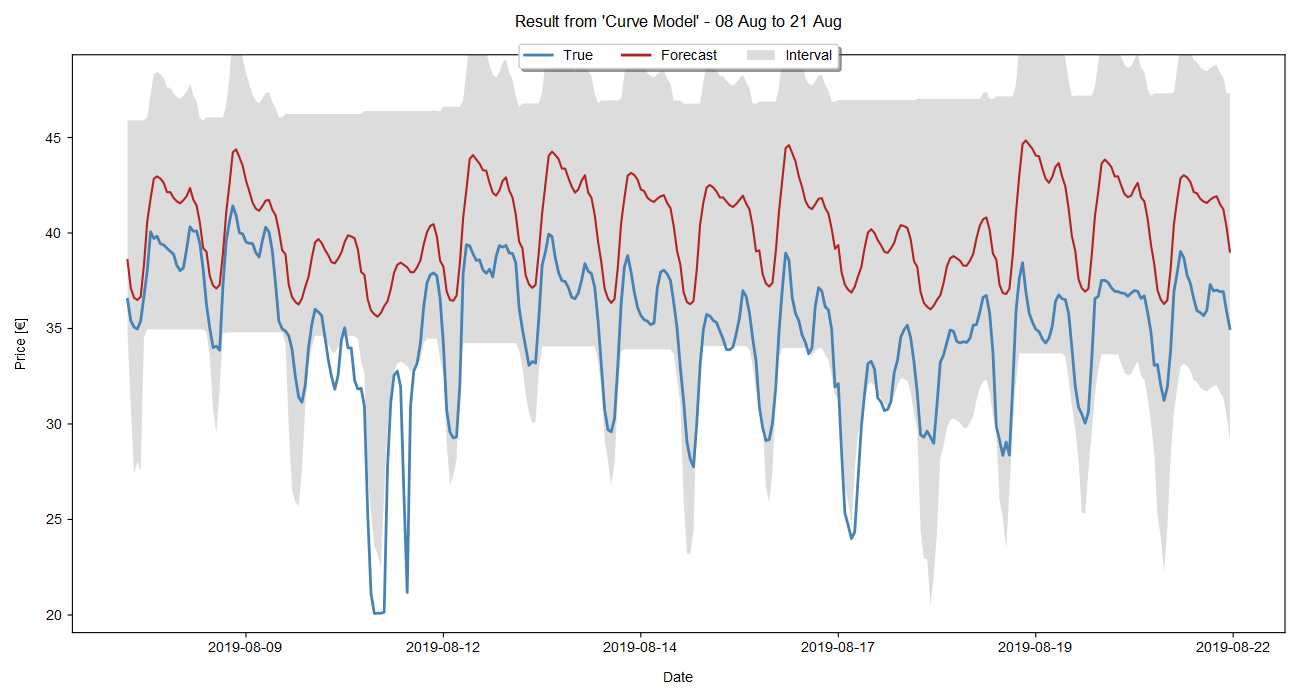 Result from 'Curve Model' - 08 Aug to 21 Aug
True Forecast Interval
45
40
35
30
25
20
Price [€]
2019-08-09 2019-08-12 2019-08-14 2019-08-17 2019-08-19 2019-08-22
Date